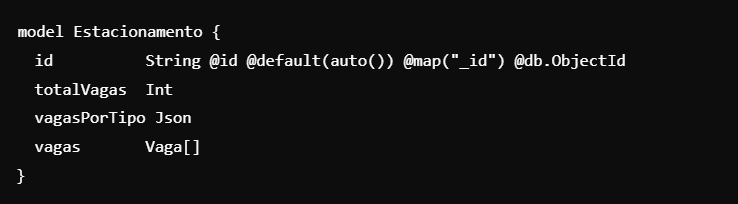 model Estacionamento {
  id          String @id @default(auto()) @map("_id") @db.ObjectId
  totalVagas  Int
  vagasPorTipo Json
  vagas       Vaga[]
}